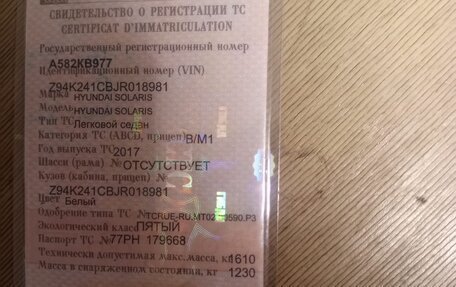 СВИДЕТЕЛЬСТВО О РЕГИСТРАЦИИ ТС
CERTIFICAT D'IMMATRICULATION
Государственный регистрационный номер
А582КВ977
Идентификационный номер (VIN)
Z94K241CBJR018981
Марка HYUNDAI SOLARIS
Модель HYUNDAI SOLARIS
Тип ТС Легковой седан
Категория ТС (ABCD, прицеп) B/M1
Год выпуска ТС 2017
Шасси (рама) № ОТСУТСТВУЕТ
Кузов (кабина, прицеп) №
Z94K241CBJR018981
Цвет Белый
Одобрение типа ТС №
Экологический класс ПЯТЫЙ
Паспорт ТС 77РН 179668
Технически допустимая макс. масса, кг 1610
Масса в снаряженном состоянии, кг 1230